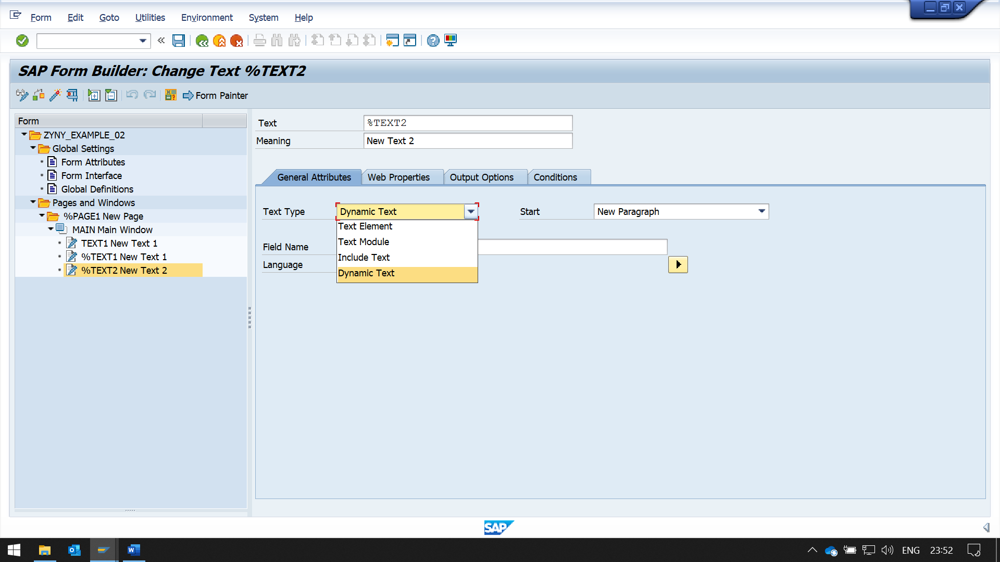 Form Edit Goto Utilities Environment System Help
SAP Form Builder: Change Text %TEXT2
Form Painter
Form
ZYNY_EXAMPLE_02
Global Settings
Form Attributes
Form Interface
Global Definitions
Pages and Windows
%PAGE1 New Page
MAIN Main Window
TEXT1 New Text 1
%TEXT1 New Text 1
%TEXT2 New Text 2
Text %TEXT2
Meaning New Text 2
General Attributes Web Properties Output Options Conditions
Text Type Dynamic Text Start New Paragraph
Text Element
Text Module
Field Name
Include Text
Language
Dynamic Text
SAP
ENG 23:52